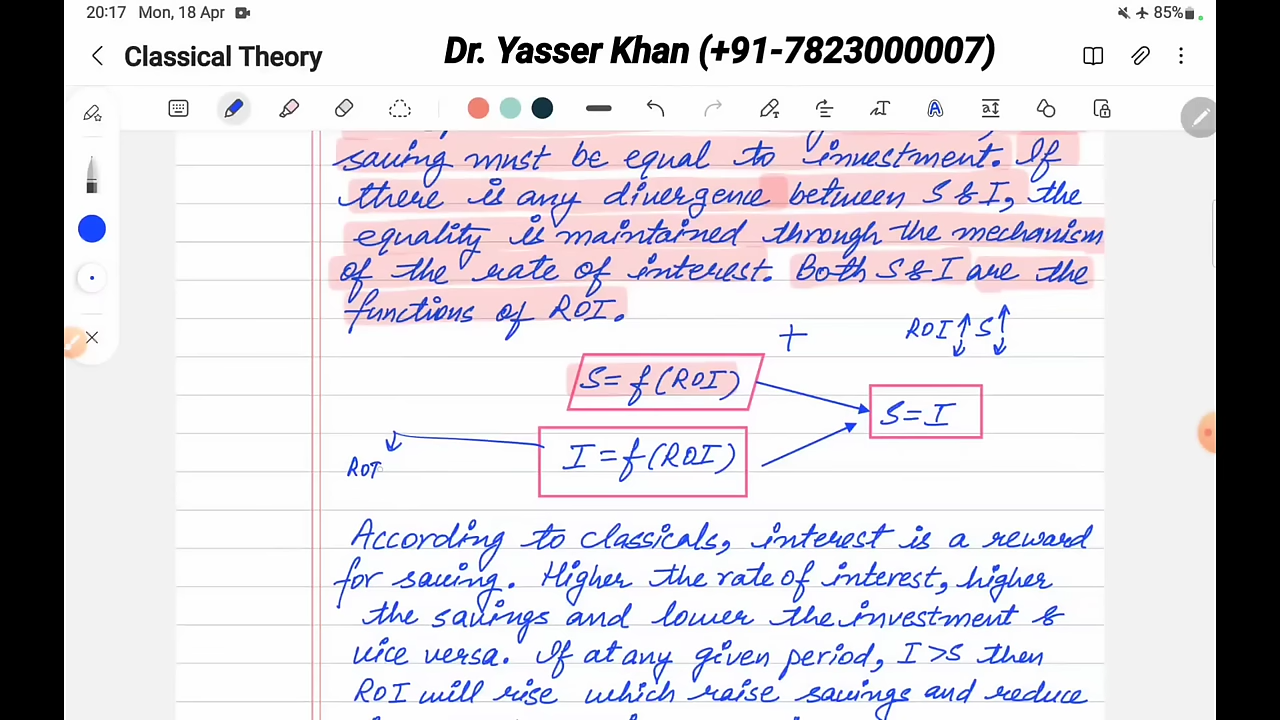 20:17 Mon, 18 Apr
85%
Classical Theory
Dr. Yasser Khan (+91-7823000007)
saving must be equal to investment. If
there is any divergence between S & I, the
equality is maintained through the mechanism
of the rate of interest. Both S & I are the
functions of ROI.
+
ROI↑↓ S↑↓
S = f(ROI)
S = I
I = f(ROI)
ROI
According to classicals, interest is a reward
for saving. Higher the rate of interest, higher
the savings and lower the investment &
vice versa. If at any given period, I > S then
ROI will rise which raise savings and reduce